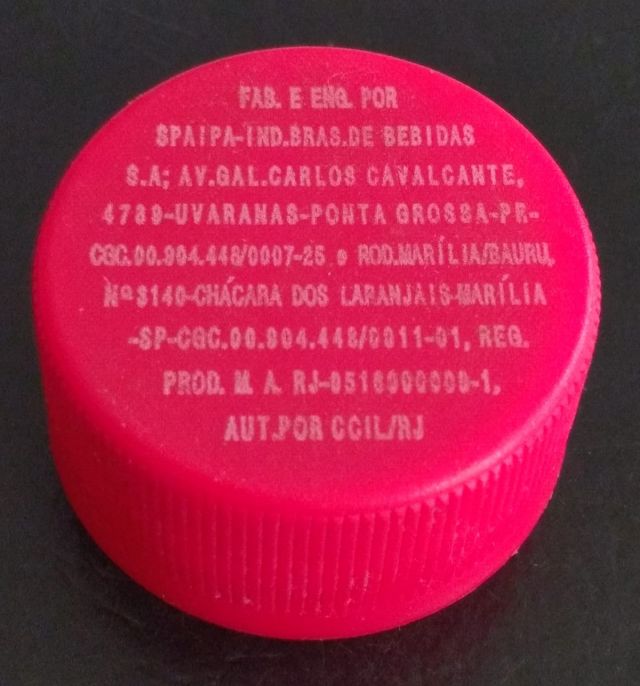 FAB. E ENG. POR
SPAIPA-IND.BRAS.DE BEBIDAS
S.A; AV.GAL.CARLOS CAVALCANTE,
4789-UVARANAS-PONTA GROSSA-PR-
CGC.00.904.448/0007-25 e ROD.MARÍLIA/BAURU,
Nº3140-CHÁCARA DOS LARANJAIS-MARÍLIA
-SP-CGC.00.904.448/0011-01, REG.
PROD. M. A. RJ-0516000000-1,
AUT.POR CCIL/RJ